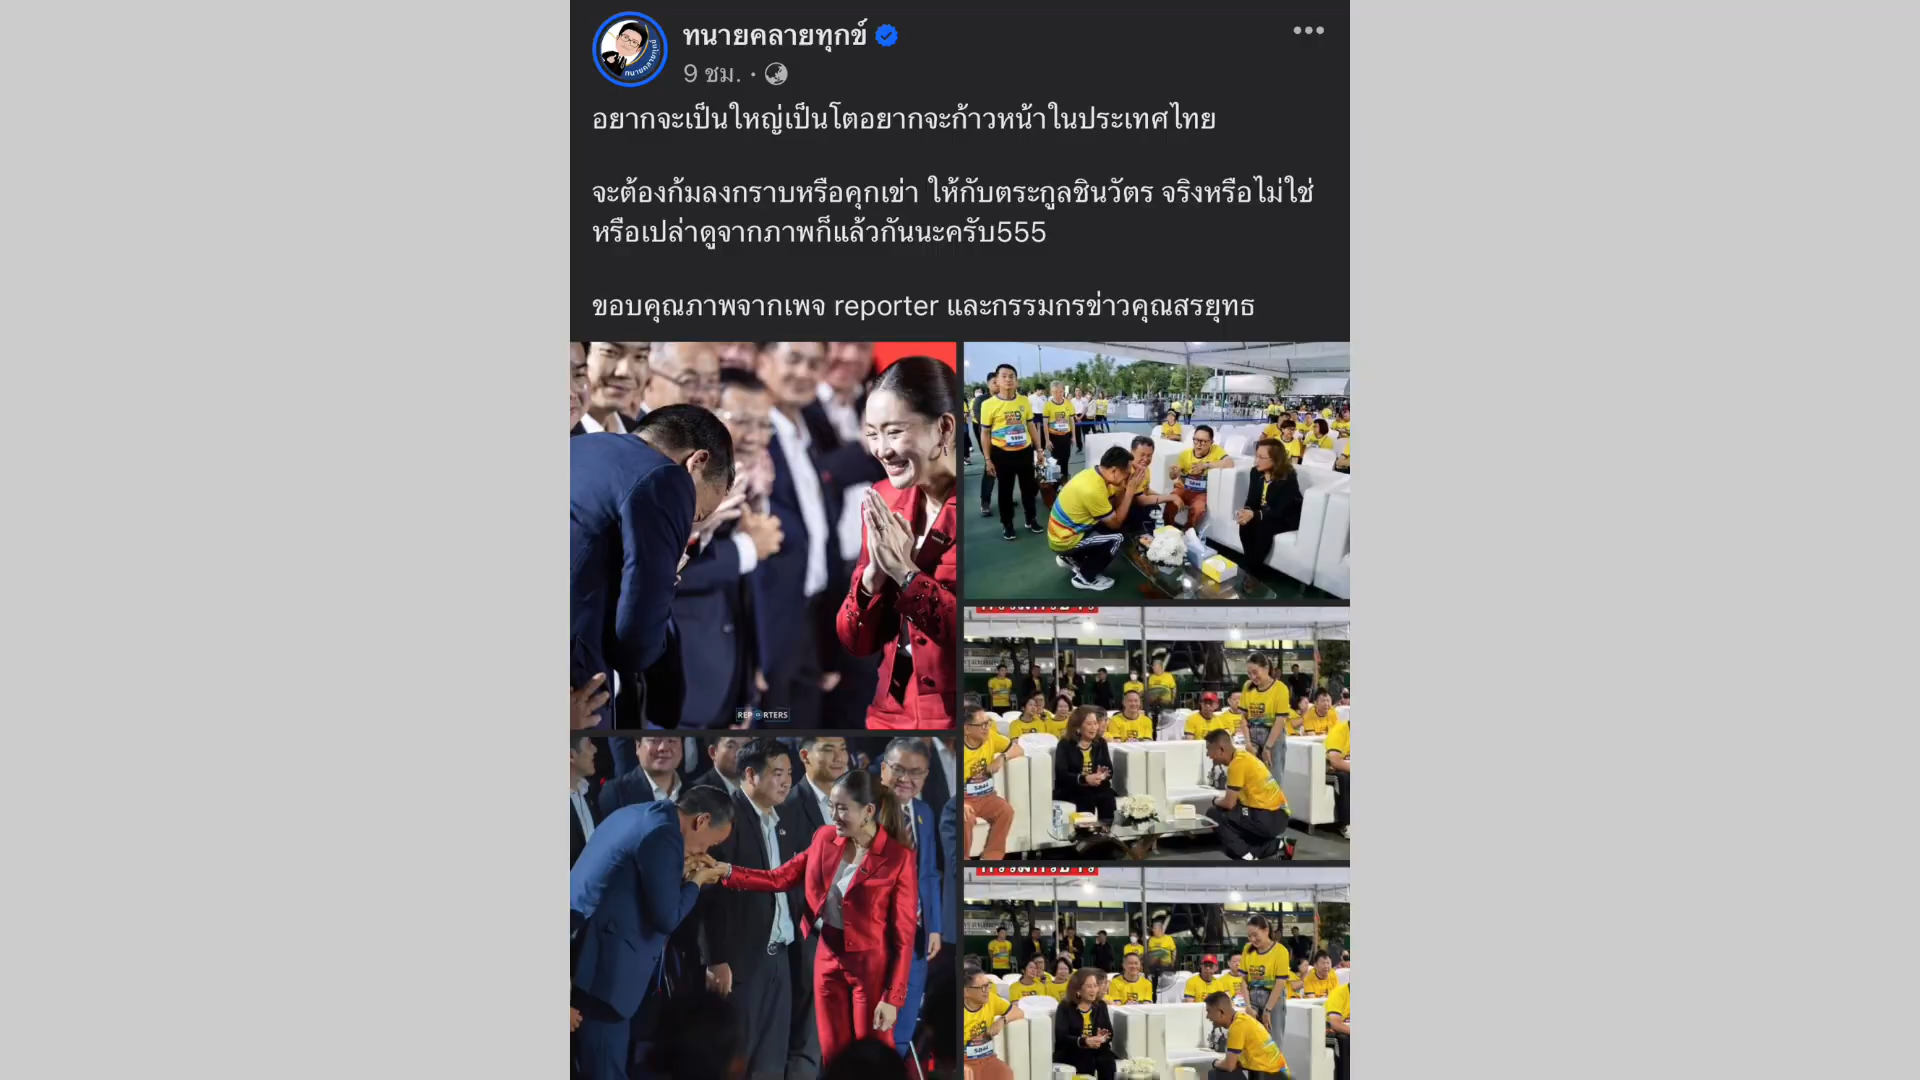 ทนายคลายทุกข์
9 ชม.
อยากจะเป็นใหญ่เป็นโตอยากจะก้าวหน้าในประเทศไทย
จะต้องก้มลงกราบหรือคุกเข่า ให้กับตระกูลชินวัตร จริงหรือไม่ใช่
หรือเปล่าดูจากภาพก็แล้วกันนะครับ555
ขอบคุณภาพจากเพจ reporter และกรรมกรข่าวคุณสรยุทธ
REPORTERS